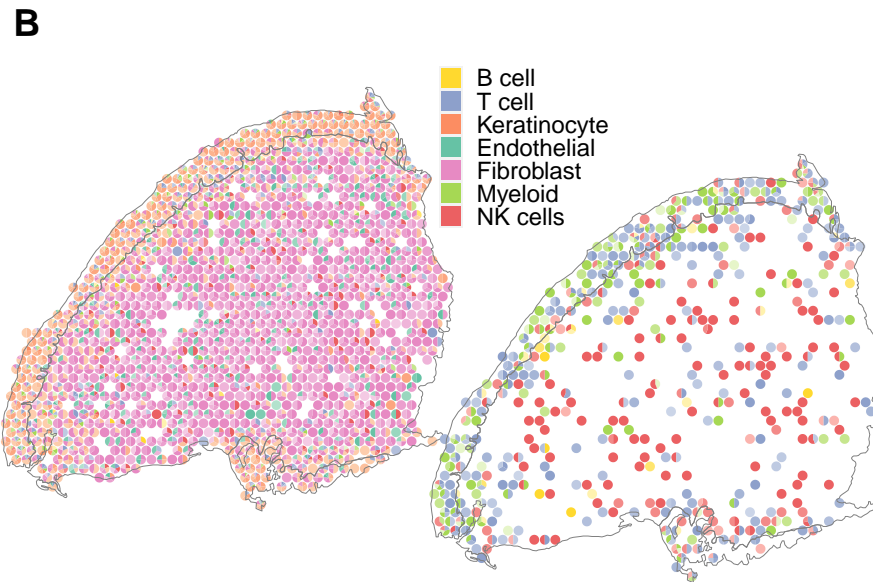 B
B cell
T cell
Keratinocyte
Endothelial
Fibroblast
Myeloid
NK cells